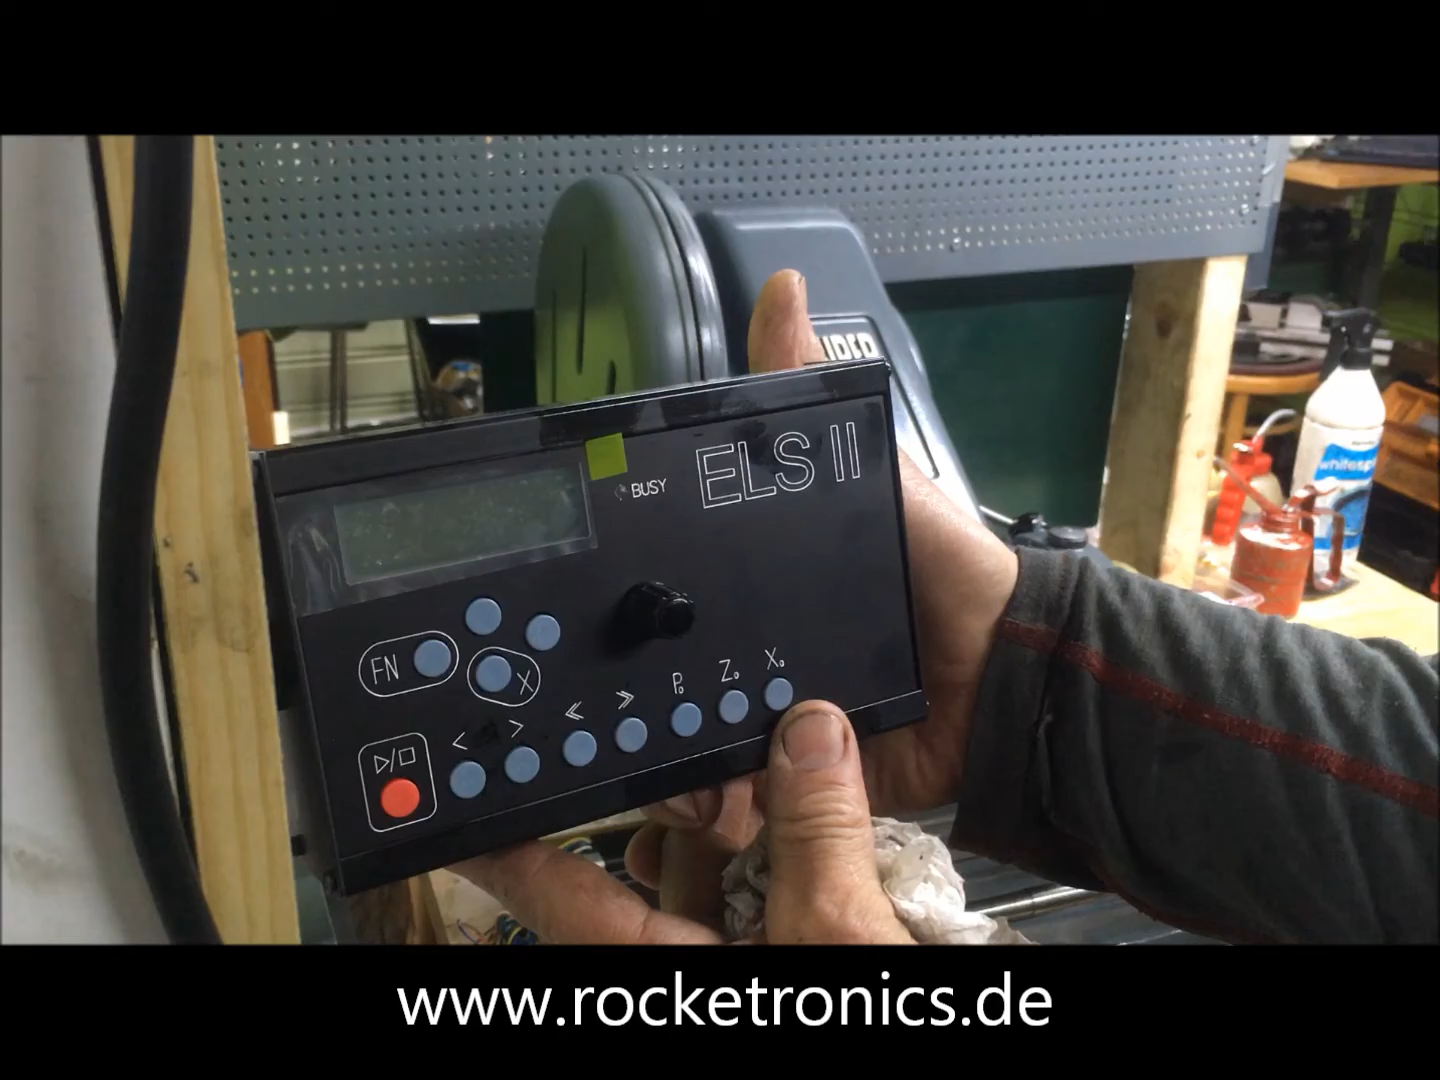 ELS II
BUSY
FN
X
▷/□
<
>
≪
≫
P₀
Z₀
X₀
www.rocketronics.de